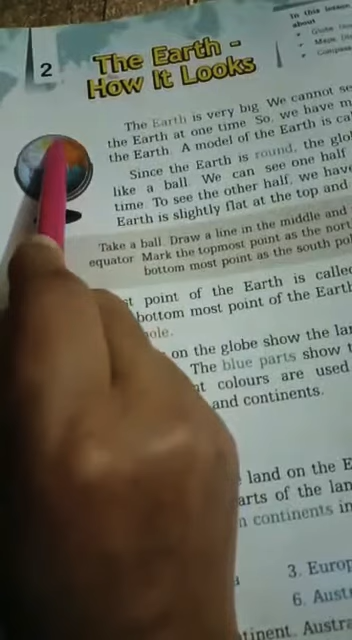 In this lesson
about
2
The Earth -
How It Looks
The Earth is very big. We cannot se
the Earth at one time. So, we have m
the Earth. A model of the Earth is ca
Since the Earth is round, the glo
like a ball. We can see one half
time. To see the other half, we have
Earth is slightly flat at the top and
Take a ball. Draw a line in the middle and
equator. Mark the topmost point as the nort
bottom most point as the south pol
st point of the Earth is called
bottom most point of the Earth
ole.
on the globe show the lan
The blue parts show t
nt colours are used
and continents.
land on the E
arts of the lan
n continents in
3. Europ
6. Austr
tinent. Austra